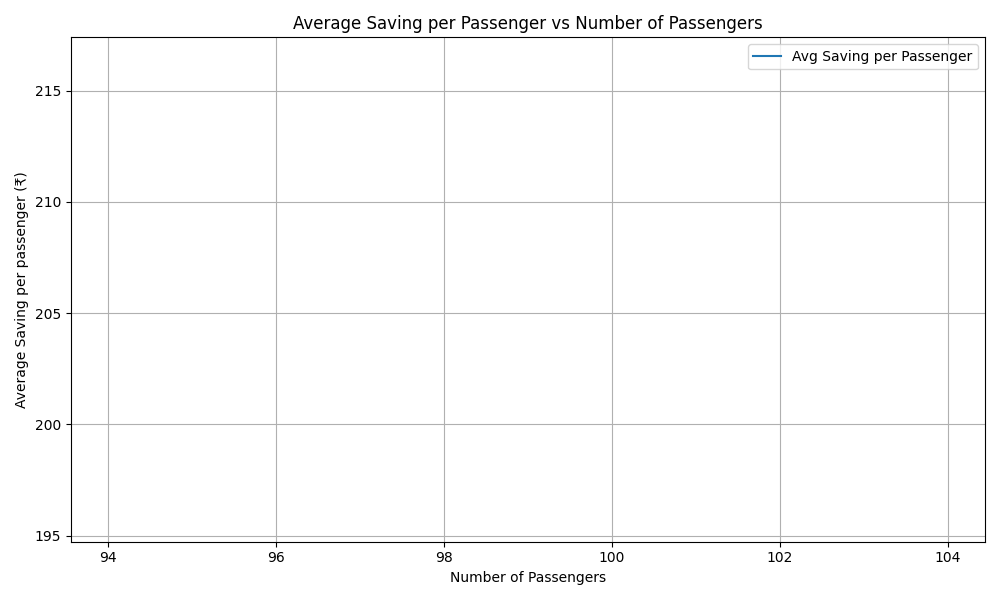 Average Saving per Passenger vs Number of Passengers
Avg Saving per Passenger
Average Saving per passenger (₹)
215
210
205
200
195
94 96 98 100 102 104
Number of Passengers